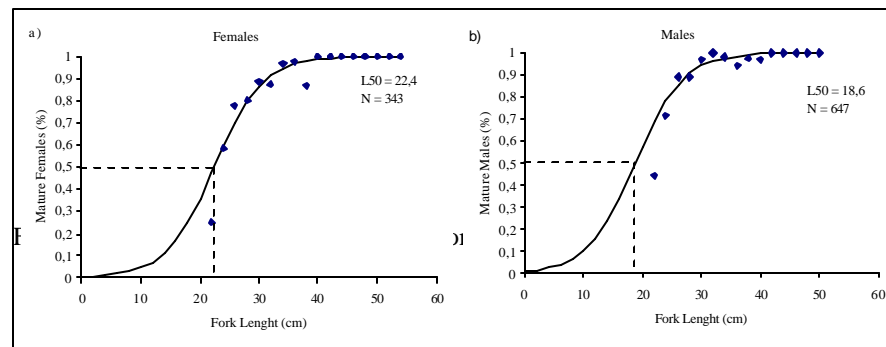 a)
Females
1
0,9
0,8
0,7
0,6
0,5
0,4
0,3
0,2
0,1
0
Mature Females (%)
L50 = 22,4
N = 343
0 10 20 30 40 50 60
Fork Lenght (cm)
b)
Males
1
0,9
0,8
0,7
0,6
0,5
0,4
0,3
0,2
0,1
0
Mature Males (%)
L50 = 18,6
N = 647
0 10 20 30 40 50 60
Fork Lenght (cm)